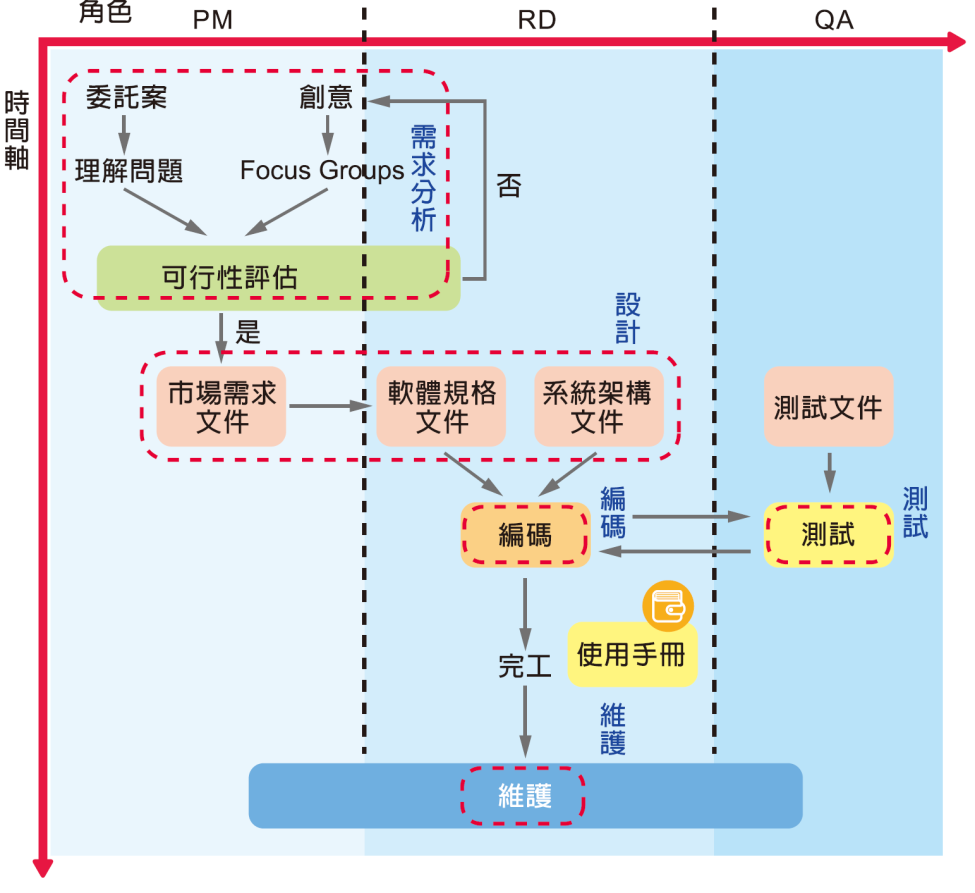 角色
PM
RD
QA
時間軸
委託案
創意
需求分析
理解問題
Focus Groups
否
可行性評估
是
設計
市場需求
文件
軟體規格
文件
系統架構
文件
測試文件
編碼
編碼
測試
測試
完工
使用手冊
維護
維護